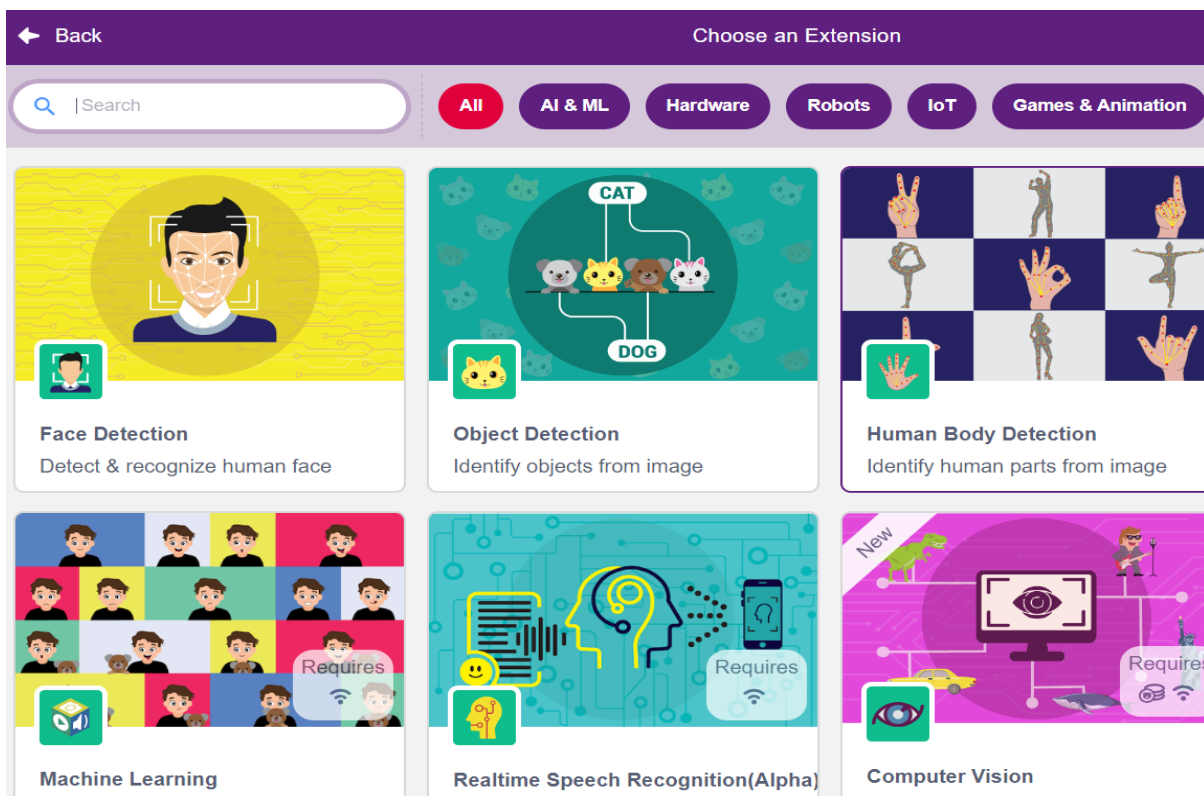 Back
Choose an Extension
Search
All
AI & ML
Hardware
Robots
IoT
Games & Animation
CAT
DOG
Face Detection
Detect & recognize human face
Object Detection
Identify objects from image
Human Body Detection
Identify human parts from image
Requires
Requires
New
Requires
Machine Learning
Realtime Speech Recognition(Alpha)
Computer Vision